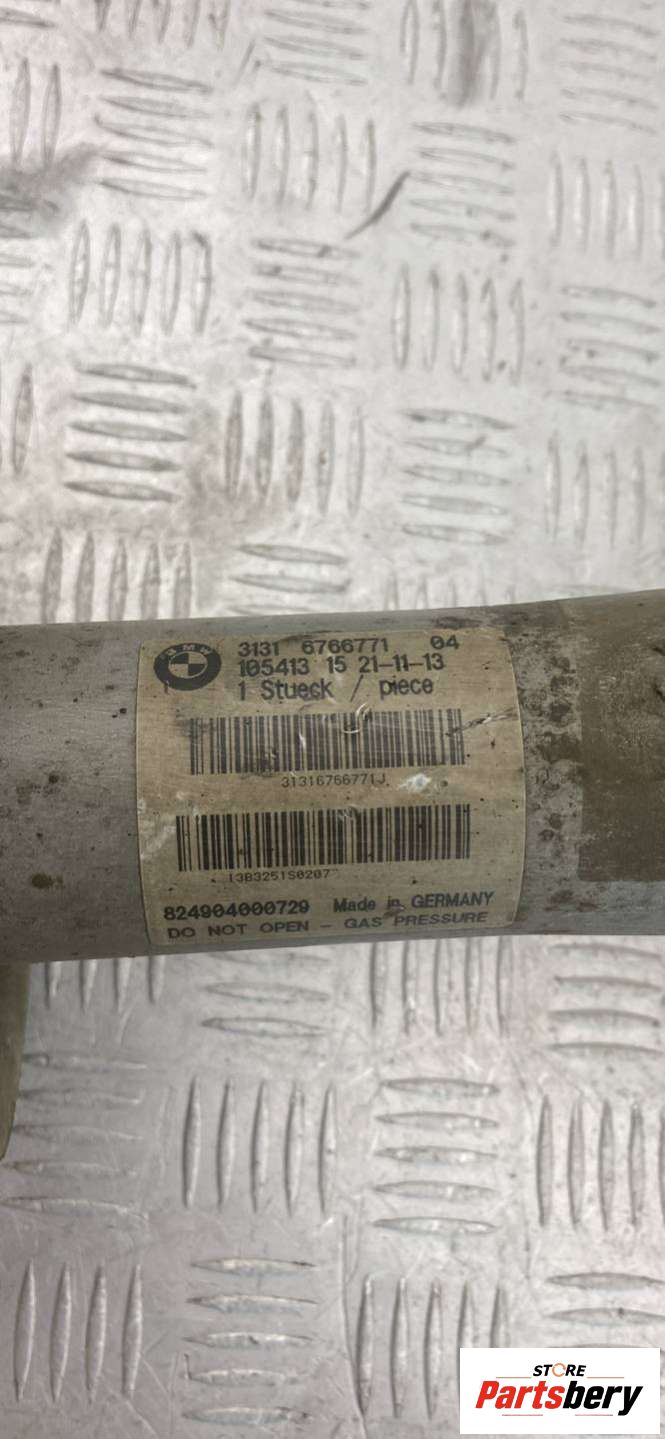 BMW
3131 6766771 04
105413 15 21-11-13
1 Stueck / piece
31316766771J
I3B3251S0207
824904000729 Made in GERMANY
DO NOT OPEN - GAS PRESSURE
STORE
Partsbery